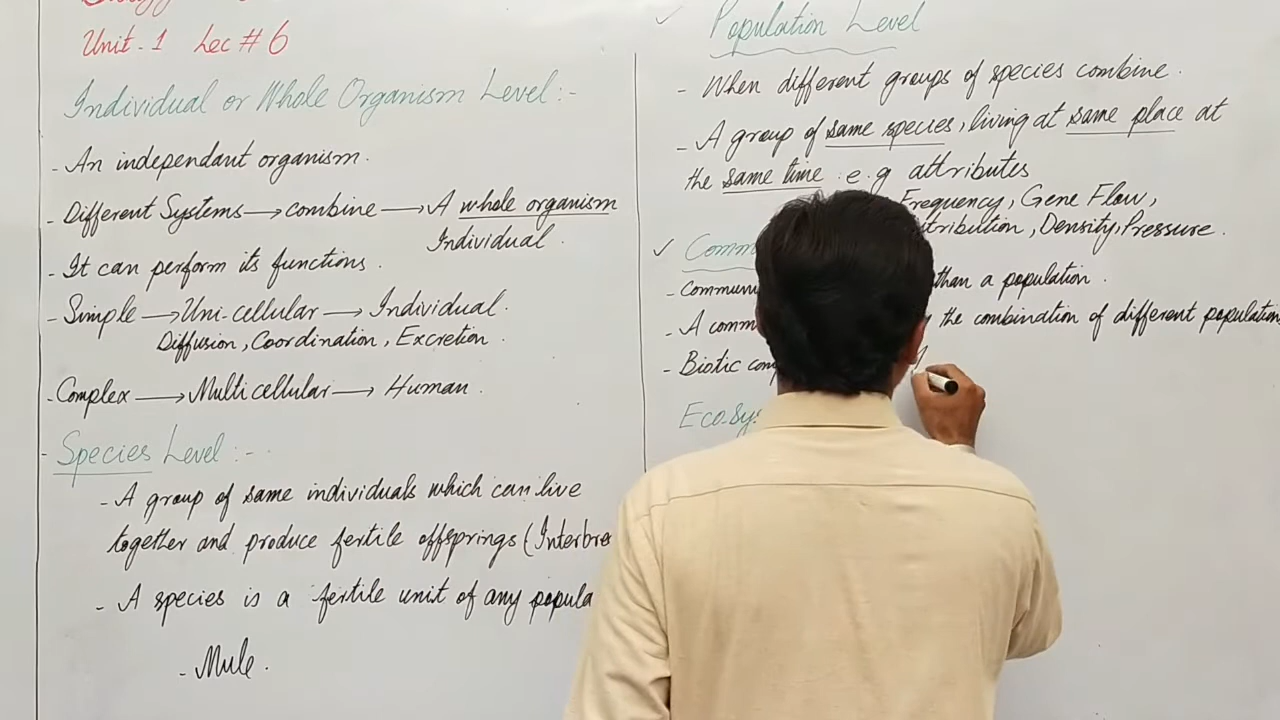 Unit-1 Lec # 6
Individual or Whole Organism Level :-
- An independant organism.
- Different Systems → combine → A whole organism
Individual.
- It can perform its functions.
- Simple → Uni-cellular → Individual.
Diffusion, Coordination, Excretion
- Complex → Multicellular → Human.
- Species Level :-
- A group of same individuals which can live
together and produce fertile offsprings (Interbre
- A species is a fertile unit of any popula
- Mule.
✓ Population Level
- When different groups of species combine.
- A group of same species, living at same place at
the same time. e.g attributes
Frequency, Gene Flow,
tribution, Density, Pressure.
✓ Comm
- Commun than a population.
- A comm the combination of different population
- Biotic com
Eco-Sys